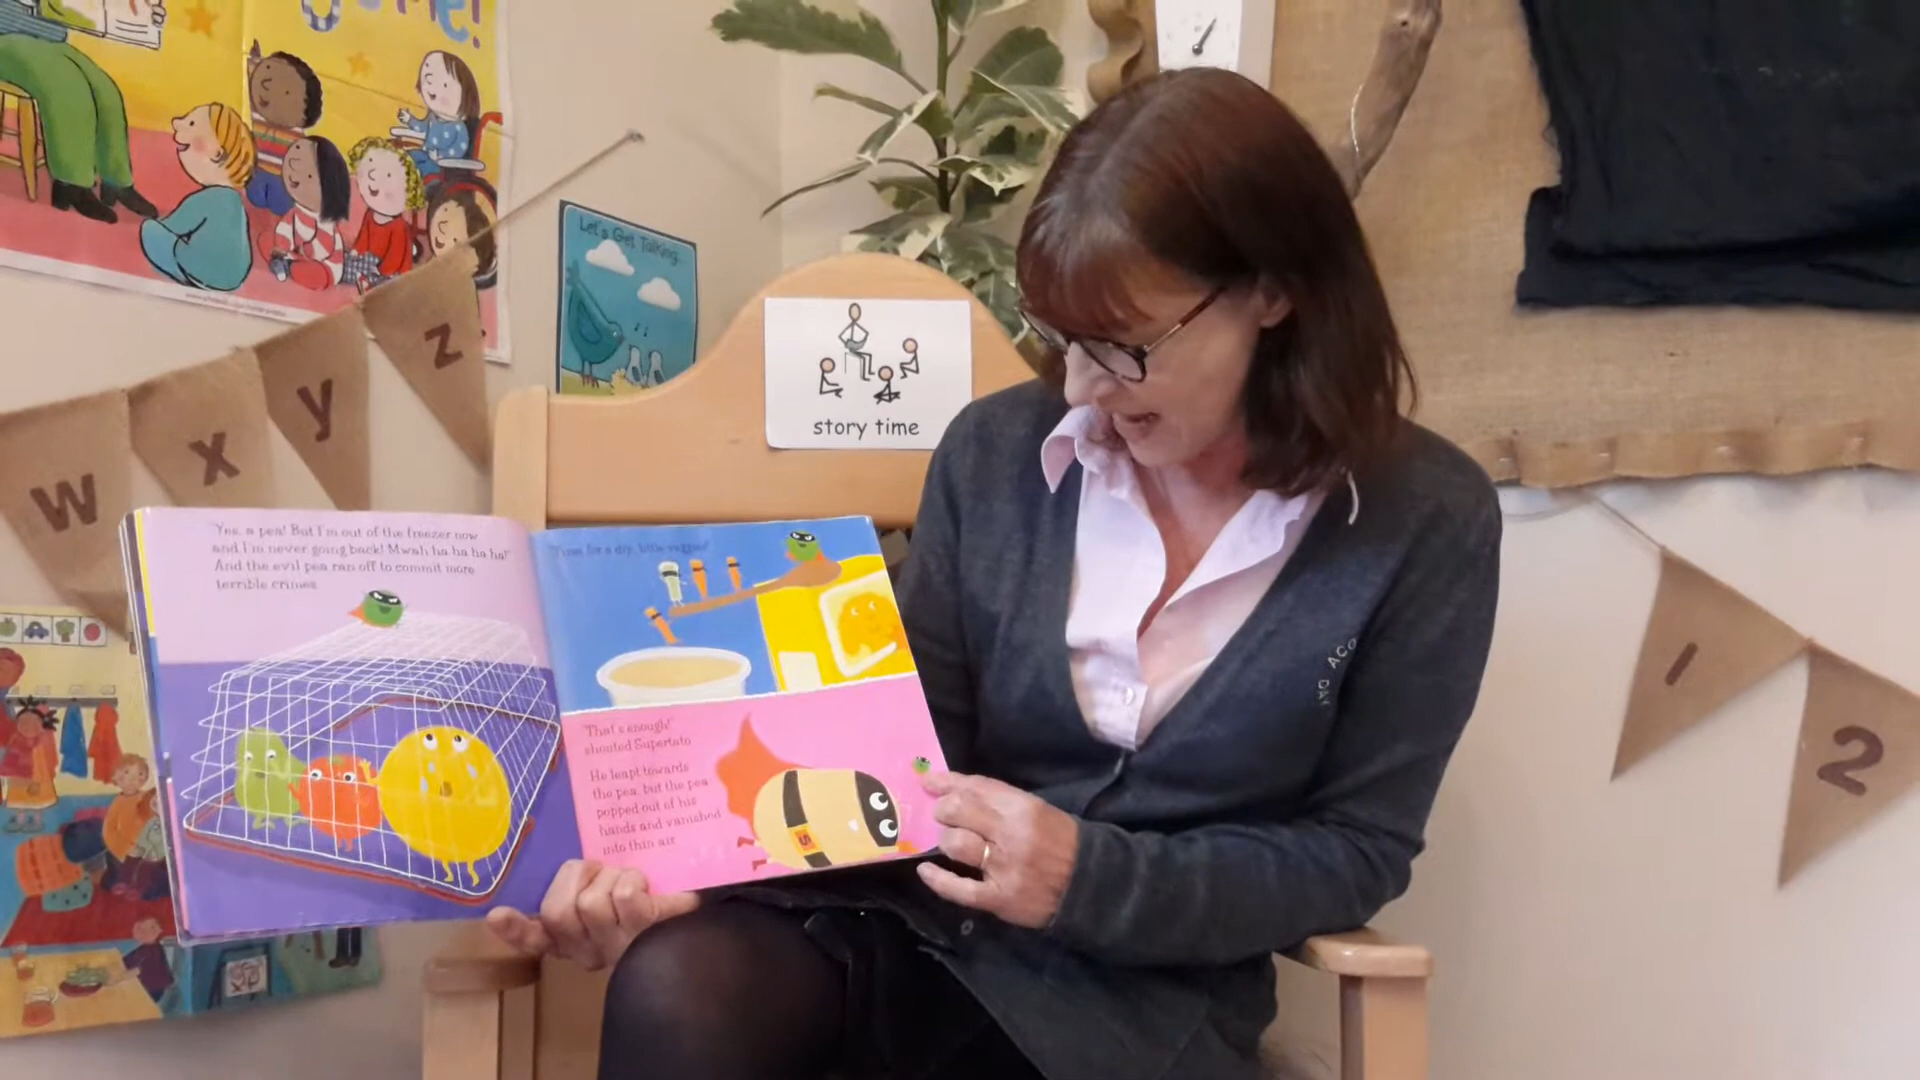 me!
Let's Get Talking...
story time
w x y z
1 2
"Yes, a pea! But I'm out of the freezer now
and I'm never going back! Mwah ha ha ha ha!"
And the evil pea ran off to commit more
terrible crimes.
"Time for a dip, little veggies!"
"That's enough!"
shouted Supertato.
He leapt towards
the pea, but the pea
popped out of his
hands and vanished
into thin air.
S